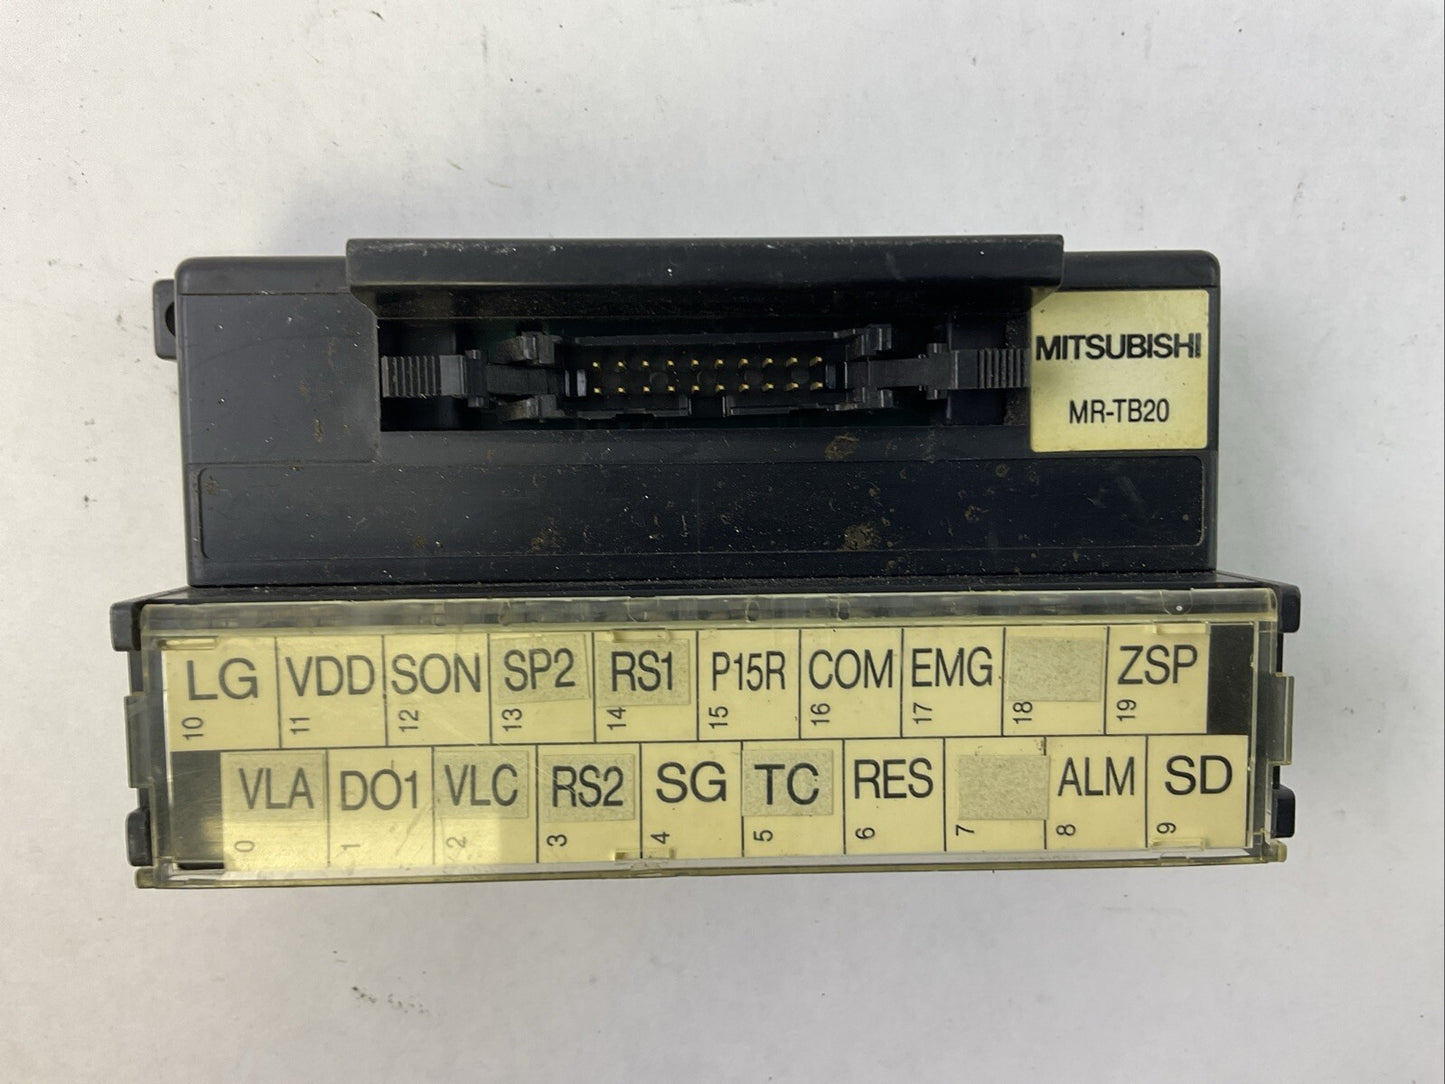 MITSUBISHI
MR-TB20
LG VDD SON SP2 RS1 P15R COM EMG ZSP
10 11 12 13 14 15 16 17 18 19
VLA DO1 VLC RS2 SG TC RES ALM SD
0 1 2 3 4 5 6 7 8 9